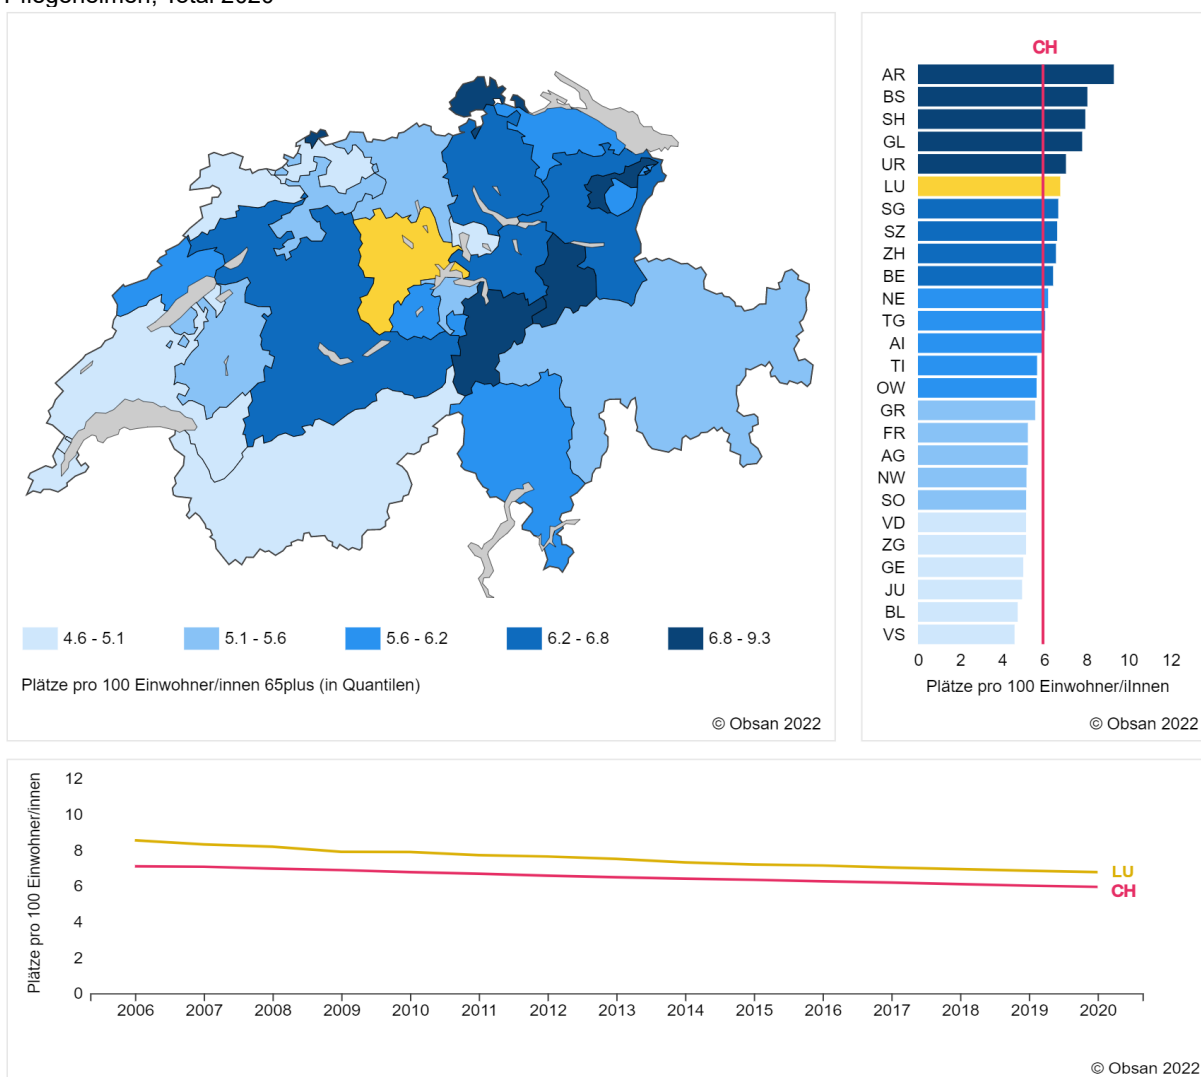 4.6 - 5.1
5.1 - 5.6
5.6 - 6.2
6.2 - 6.8
6.8 - 9.3
Plätze pro 100 Einwohner/innen 65plus (in Quantilen)
© Obsan 2022
CH
AR
BS
SH
GL
UR
LU
SG
SZ
ZH
BE
NE
TG
AI
TI
OW
GR
FR
AG
NW
SO
VD
ZG
GE
JU
BL
VS
0 2 4 6 8 10 12
Plätze pro 100 Einwohner/iInnen
© Obsan 2022
Plätze pro 100 Einwohner/innen
12
10
8
6
4
2
0
LU
CH
2006 2007 2008 2009 2010 2011 2012 2013 2014 2015 2016 2017 2018 2019 2020
© Obsan 2022